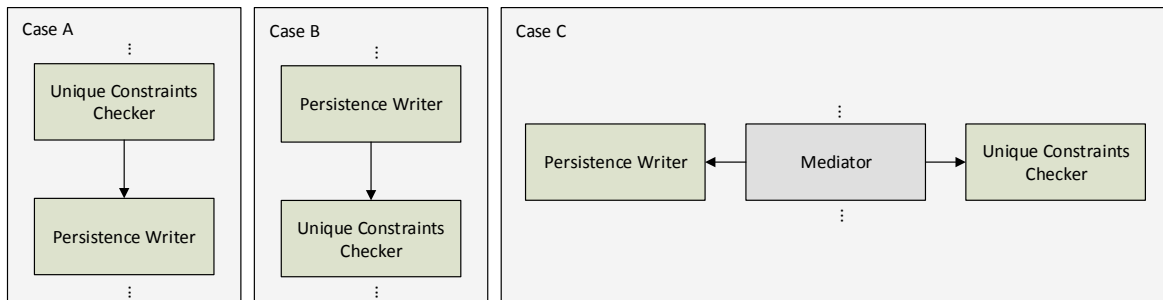 Case A
⋮
Unique Constraints
Checker
Persistence Writer
⋮
Case B
⋮
Persistence Writer
Unique Constraints
Checker
⋮
Case C
⋮
Persistence Writer
Mediator
Unique Constraints
Checker
⋮